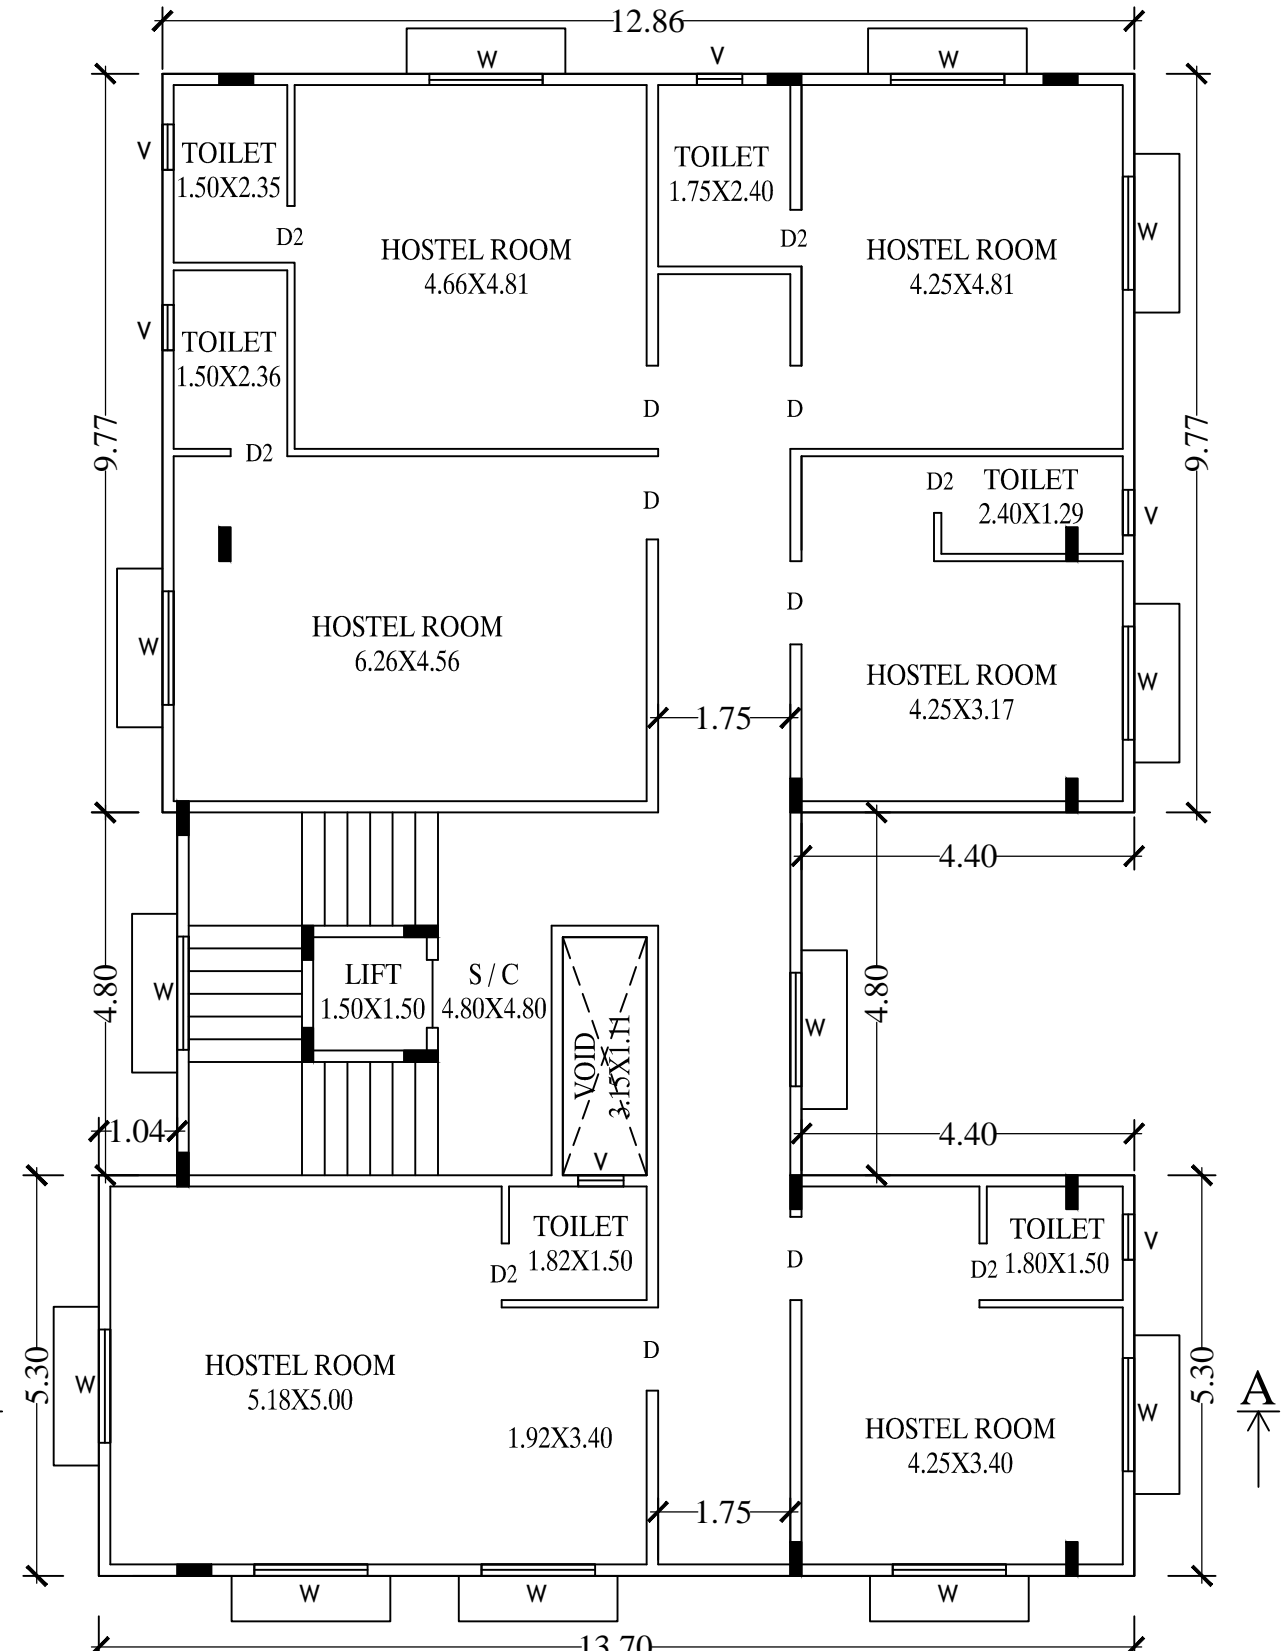 12.86
W
V
W
V
TOILET
1.50X2.35
TOILET
1.75X2.40
D2
HOSTEL ROOM
4.66X4.81
D2
HOSTEL ROOM
4.25X4.81
W
V
TOILET
1.50X2.36
9.77
D
D
9.77
D2
D
D2
TOILET
2.40X1.29
V
W
HOSTEL ROOM
6.26X4.56
D
HOSTEL ROOM
4.25X3.17
W
1.75
4.40
4.80
W
LIFT
1.50X1.50
S / C
4.80X4.80
VOID
3.15X1.11
W
4.80
1.04
V
4.40
TOILET
1.82X1.50
D2
D
D2
TOILET
1.80X1.50
V
5.30
W
HOSTEL ROOM
5.18X5.00
D
1.92X3.40
HOSTEL ROOM
4.25X3.40
W
5.30
A
1.75
W
W
W
13.70